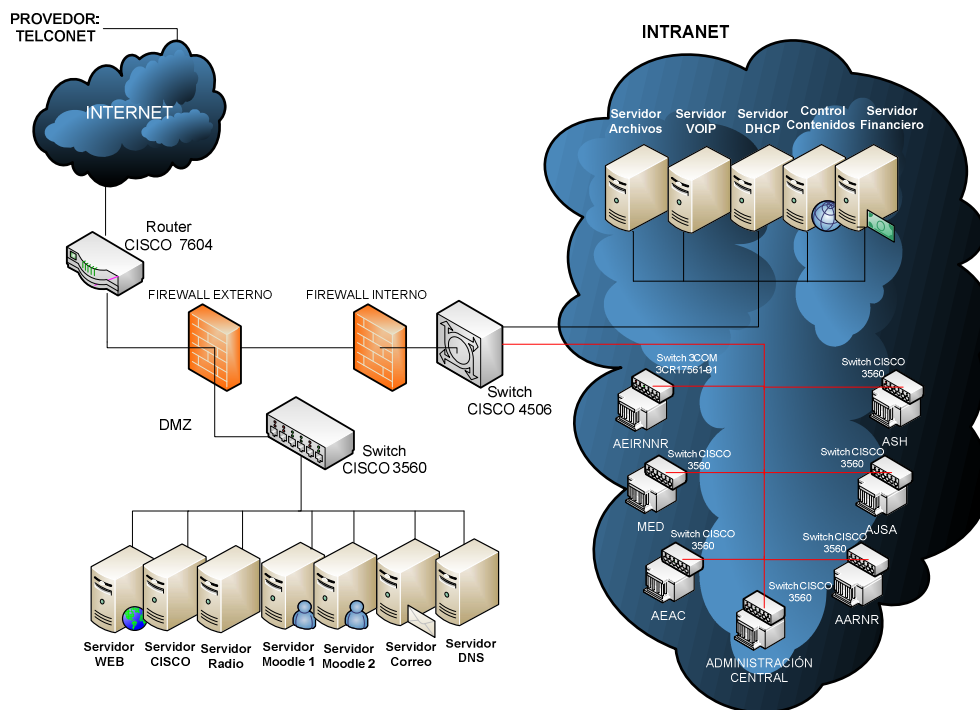 PROVEDOR:
TELCONET
INTERNET
INTRANET
Servidor
Archivos
Servidor
VOIP
Servidor
DHCP
Control
Contenidos
Servidor
Financiero
Router
CISCO 7604
FIREWALL EXTERNO
FIREWALL INTERNO
Switch
CISCO 4506
DMZ
Switch
CISCO 3560
Switch 3COM
3CR17561-91
AEIRNNR
Switch CISCO
3560
ASH
Switch CISCO
3560
MED
Switch CISCO
3560
AJSA
Switch CISCO
3560
AEAC
Switch CISCO
3560
AARNR
Switch CISCO
3560
ADMINISTRACIÓN
CENTRAL
Servidor
WEB
Servidor
CISCO
Servidor
Radio
Servidor
Moodle 1
Servidor
Moodle 2
Servidor
Correo
Servidor
DNS